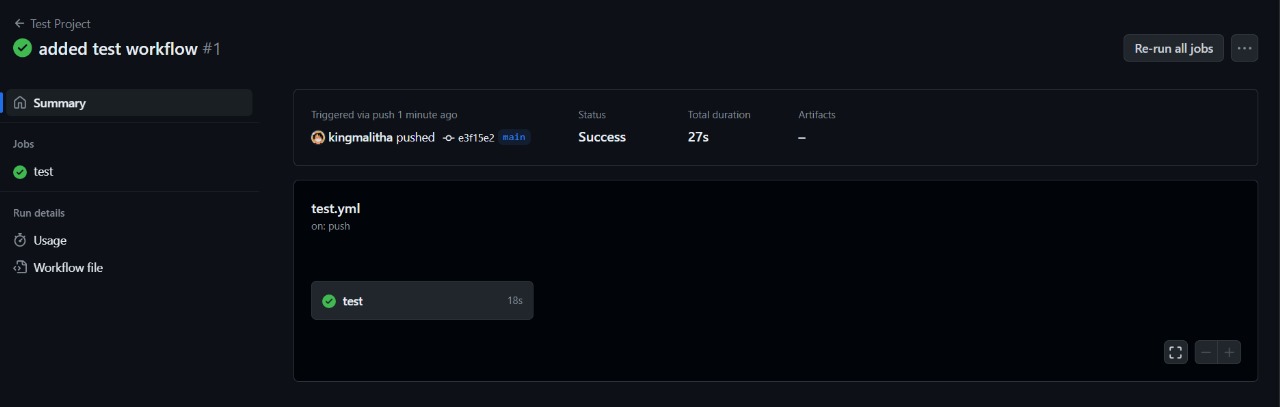 ← Test Project
added test workflow #1
Re-run all jobs
Summary
Jobs
test
Run details
Usage
Workflow file
Triggered via push 1 minute ago
kingmalitha pushed e3f15e2 main
Status
Success
Total duration
27s
Artifacts
–
test.yml
on: push
test 18s